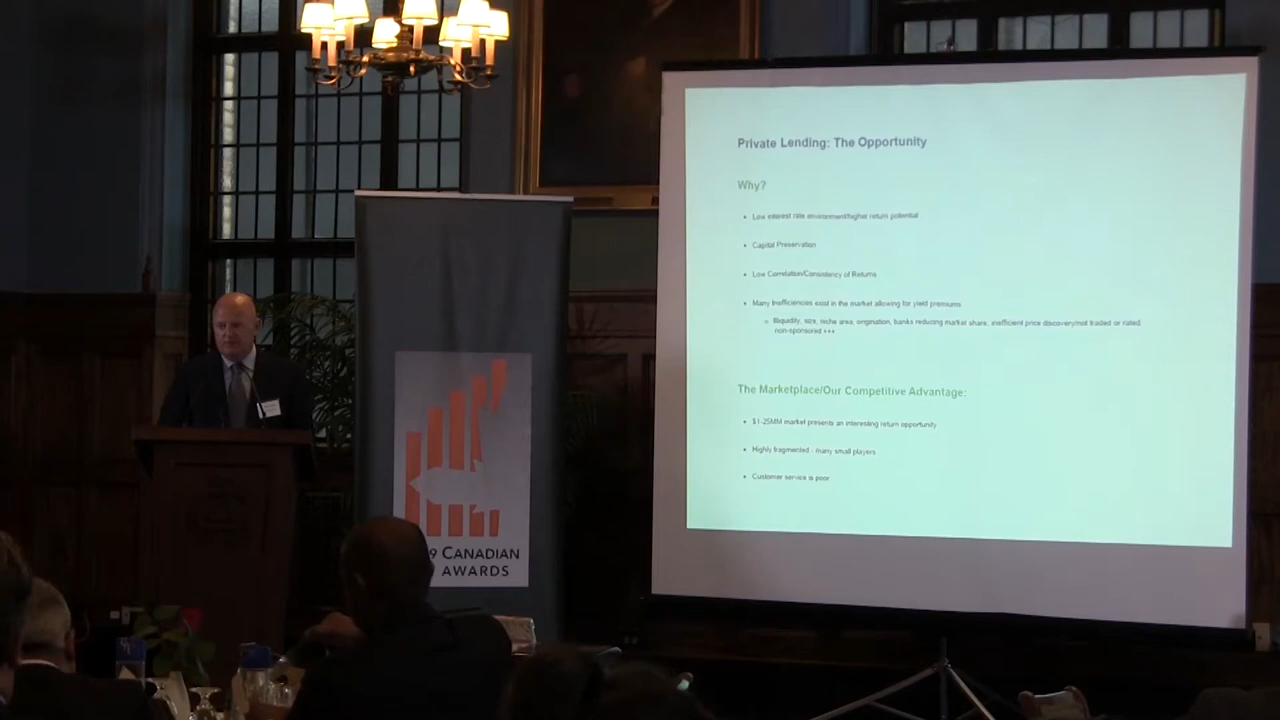 Private Lending: The Opportunity
Why?
• Low interest rate environment/higher return potential
• Capital Preservation
• Low Correlation/Consistency of Returns
• Many Inefficiencies exist in the market allowing for yield premiums
○ Illiquidity, size, niche area, origination, banks reducing market share, inefficient price discovery/not traded or rated
non-sponsored +++
The Marketplace/Our Competitive Advantage:
• $1-25MM market presents an interesting return opportunity
• Highly fragmented - many small players
• Customer service is poor
9 CANADIAN
AWARDS